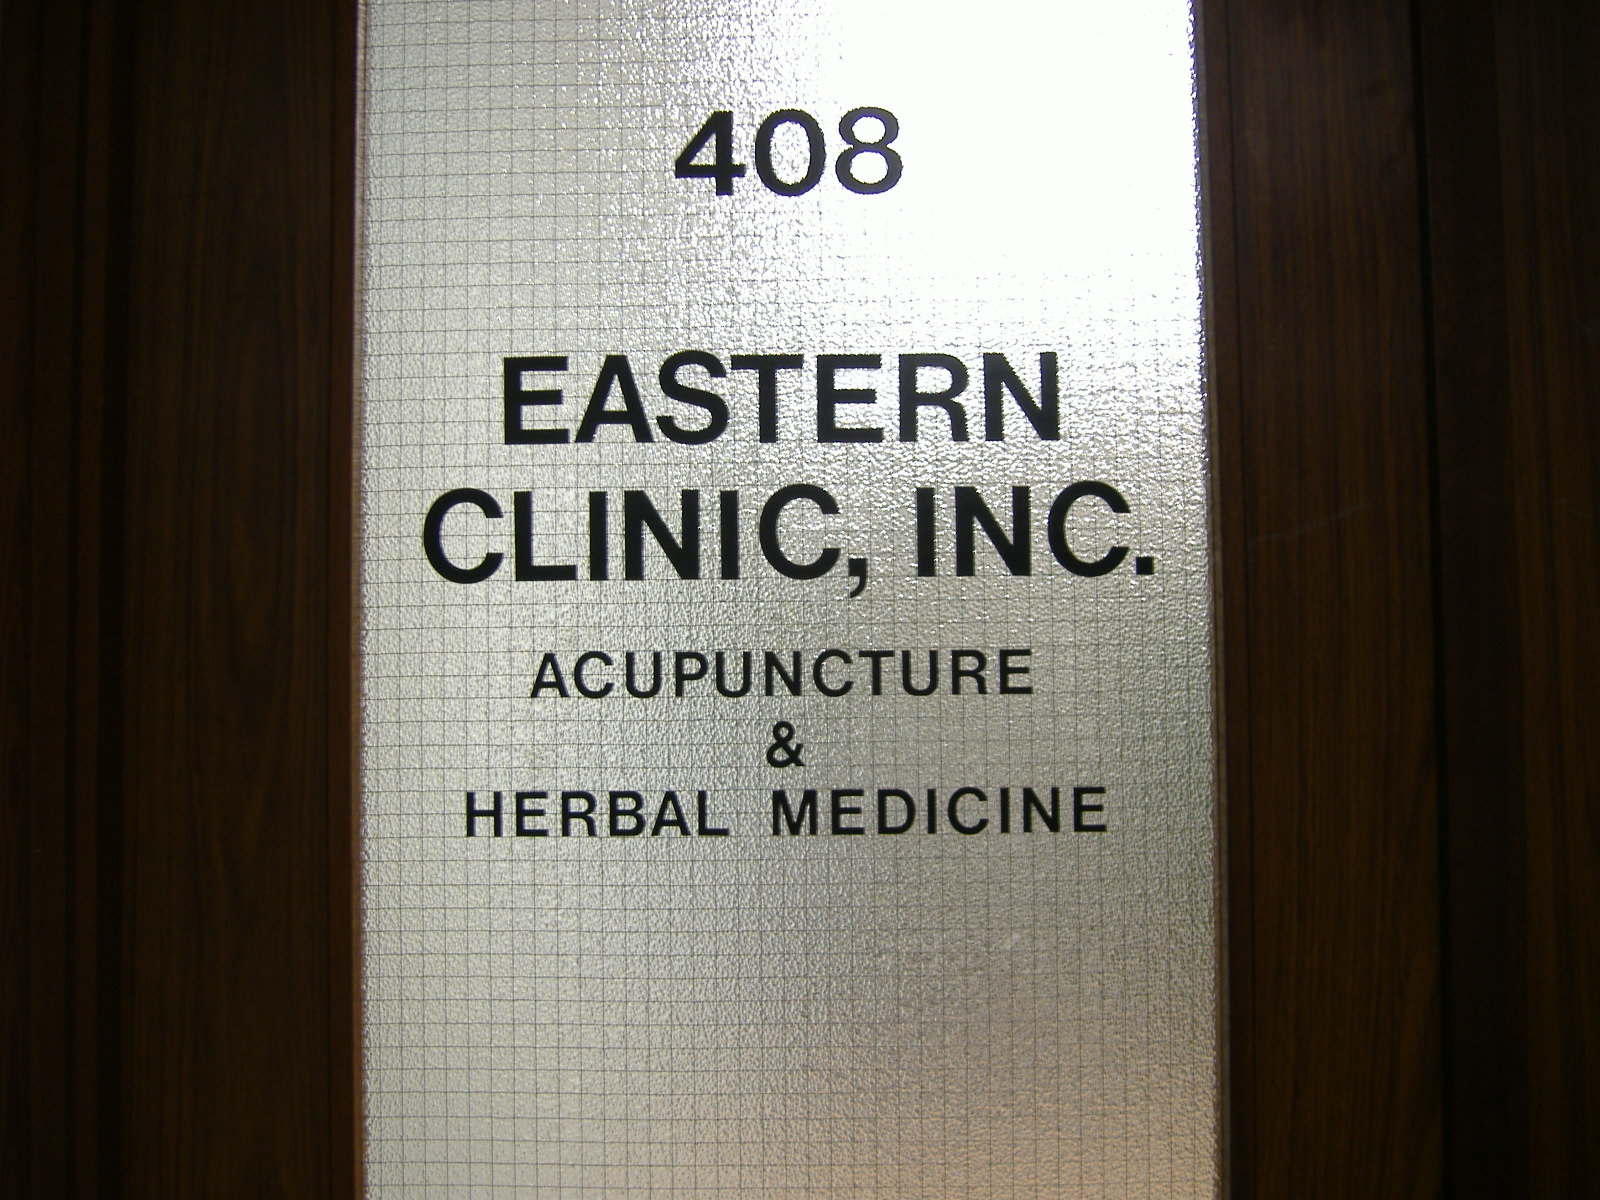 408
EASTERN
CLINIC, INC.
ACUPUNCTURE
&
HERBAL MEDICINE